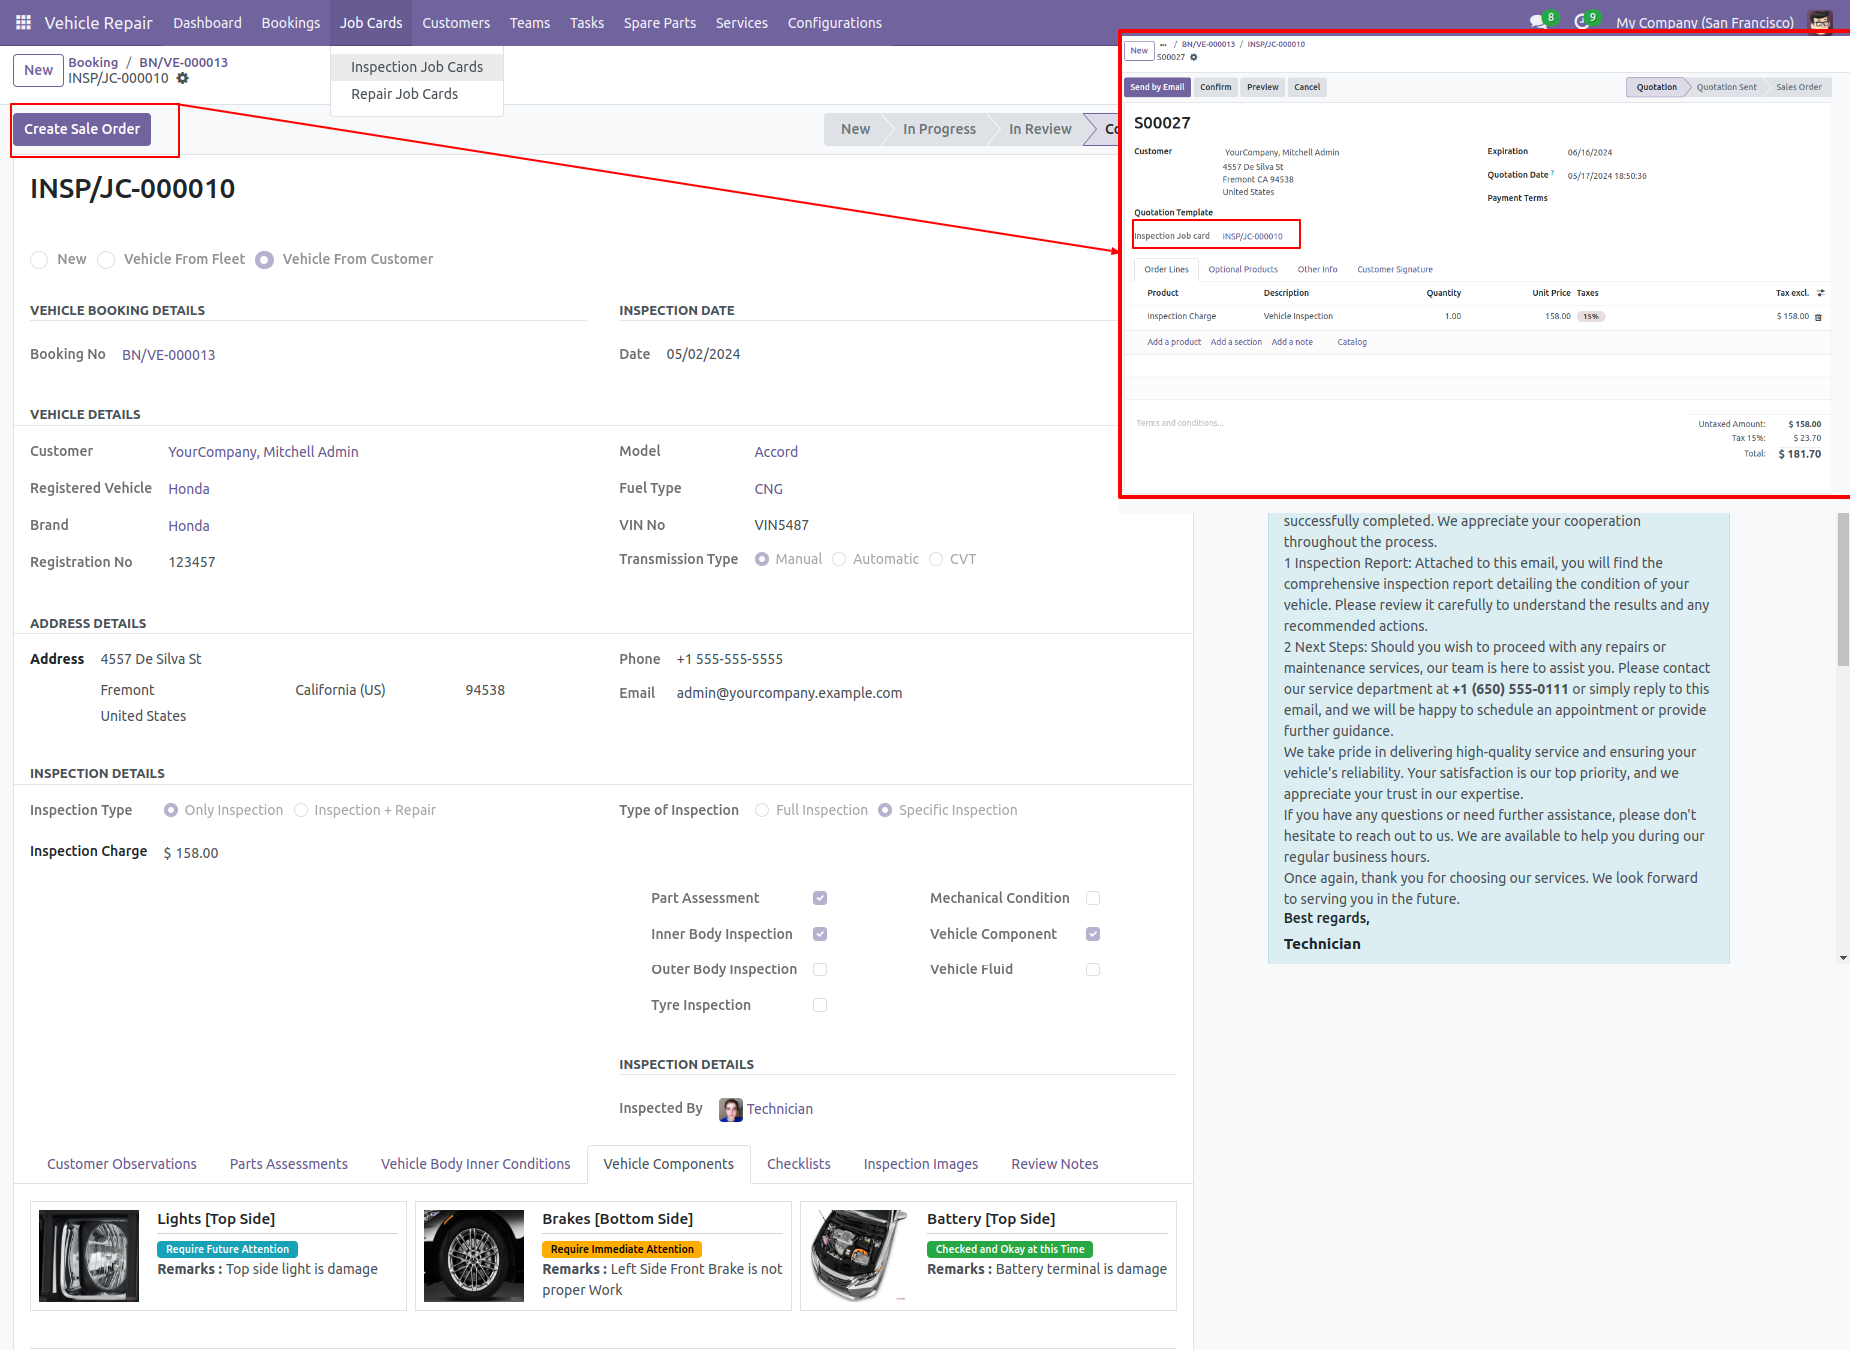 Vehicle Repair Dashboard Bookings Job Cards Customers Teams Tasks Spare Parts Services Configurations 8 9 My Company (San Francisco)
New Booking / BN/VE-000013
INSP/JC-000010
Inspection Job Cards
Repair Job Cards
Create Sale Order
New In Progress In Review Co
INSP/JC-000010
New Vehicle From Fleet Vehicle From Customer
VEHICLE BOOKING DETAILS
Booking No BN/VE-000013
INSPECTION DATE
Date 05/02/2024
VEHICLE DETAILS
Customer YourCompany, Mitchell Admin
Registered Vehicle Honda
Brand Honda
Registration No 123457
Model Accord
Fuel Type CNG
VIN No VIN5487
Transmission Type Manual Automatic CVT
ADDRESS DETAILS
Address 4557 De Silva St
Fremont California (US) 94538
United States
Phone +1 555-555-5555
Email admin@yourcompany.example.com
INSPECTION DETAILS
Inspection Type Only Inspection Inspection + Repair
Inspection Charge $ 158.00
Type of Inspection Full Inspection Specific Inspection
Part Assessment Mechanical Condition
Inner Body Inspection Vehicle Component
Outer Body Inspection Vehicle Fluid
Tyre Inspection
INSPECTION DETAILS
Inspected By Technician
Customer Observations Parts Assessments Vehicle Body Inner Conditions Vehicle Components Checklists Inspection Images Review Notes
Lights [Top Side]
Require Future Attention
Remarks : Top side light is damage
Brakes [Bottom Side]
Require Immediate Attention
Remarks : Left Side Front Brake is not
proper Work
Battery [Top Side]
Checked and Okay at this Time
Remarks : Battery terminal is damage
New ... / BN/VE-000013 / INSP/JC-000010
S00027
Send by Email Confirm Preview Cancel Quotation Quotation Sent Sales Order
S00027
Customer YourCompany, Mitchell Admin
4557 De Silva St
Fremont CA 94538
United States
Expiration 06/16/2024
Quotation Date ? 05/17/2024 18:50:36
Payment Terms
Quotation Template
Inspection Job card INSP/JC-000010
Order Lines Optional Products Other Info Customer Signature
Product Description Quantity Unit Price Taxes Tax excl.
Inspection Charge Vehicle Inspection 1.00 158.00 15% $ 158.00
Add a product Add a section Add a note Catalog
Terms and conditions...
Untaxed Amount: $ 158.00
Tax 15%: $ 23.70
Total: $ 181.70
successfully completed. We appreciate your cooperation
throughout the process.
1 Inspection Report: Attached to this email, you will find the
comprehensive inspection report detailing the condition of your
vehicle. Please review it carefully to understand the results and any
recommended actions.
2 Next Steps: Should you wish to proceed with any repairs or
maintenance services, our team is here to assist you. Please contact
our service department at +1 (650) 555-0111 or simply reply to this
email, and we will be happy to schedule an appointment or provide
further guidance.
We take pride in delivering high-quality service and ensuring your
vehicle's reliability. Your satisfaction is our top priority, and we
appreciate your trust in our expertise.
If you have any questions or need further assistance, please don't
hesitate to reach out to us. We are available to help you during our
regular business hours.
Once again, thank you for choosing our services. We look forward
to serving you in the future.
Best regards,
Technician